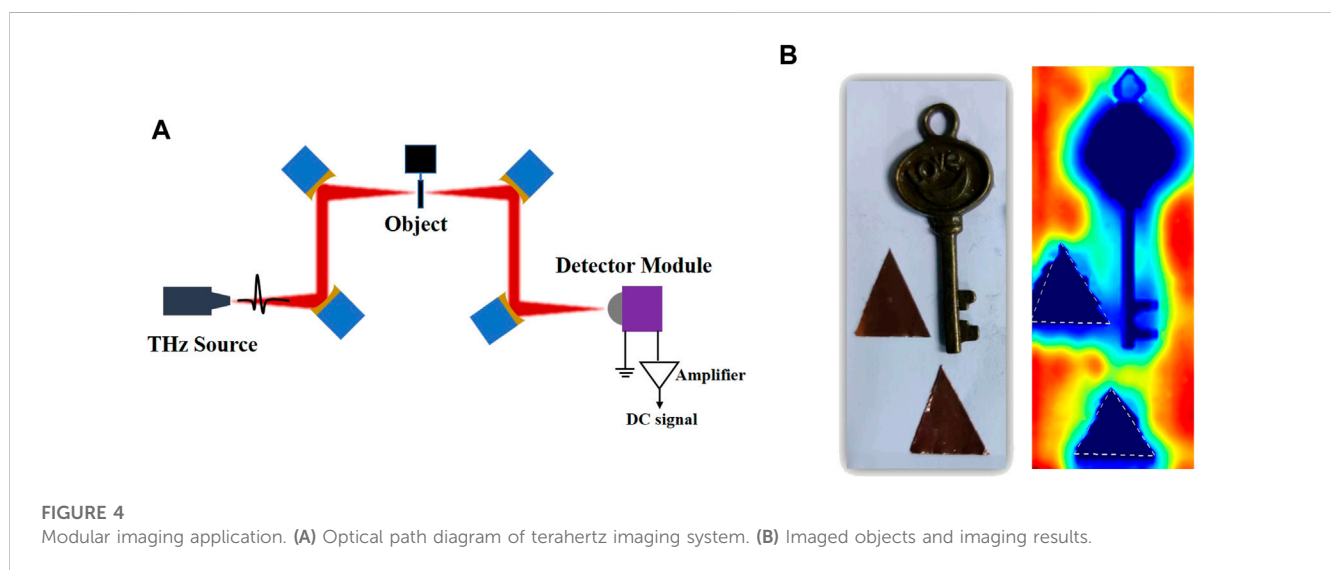 A
Object
THz Source
Detector Module
Amplifier
DC signal
B
Love
FIGURE 4
Modular imaging application. (A) Optical path diagram of terahertz imaging system. (B) Imaged objects and imaging results.